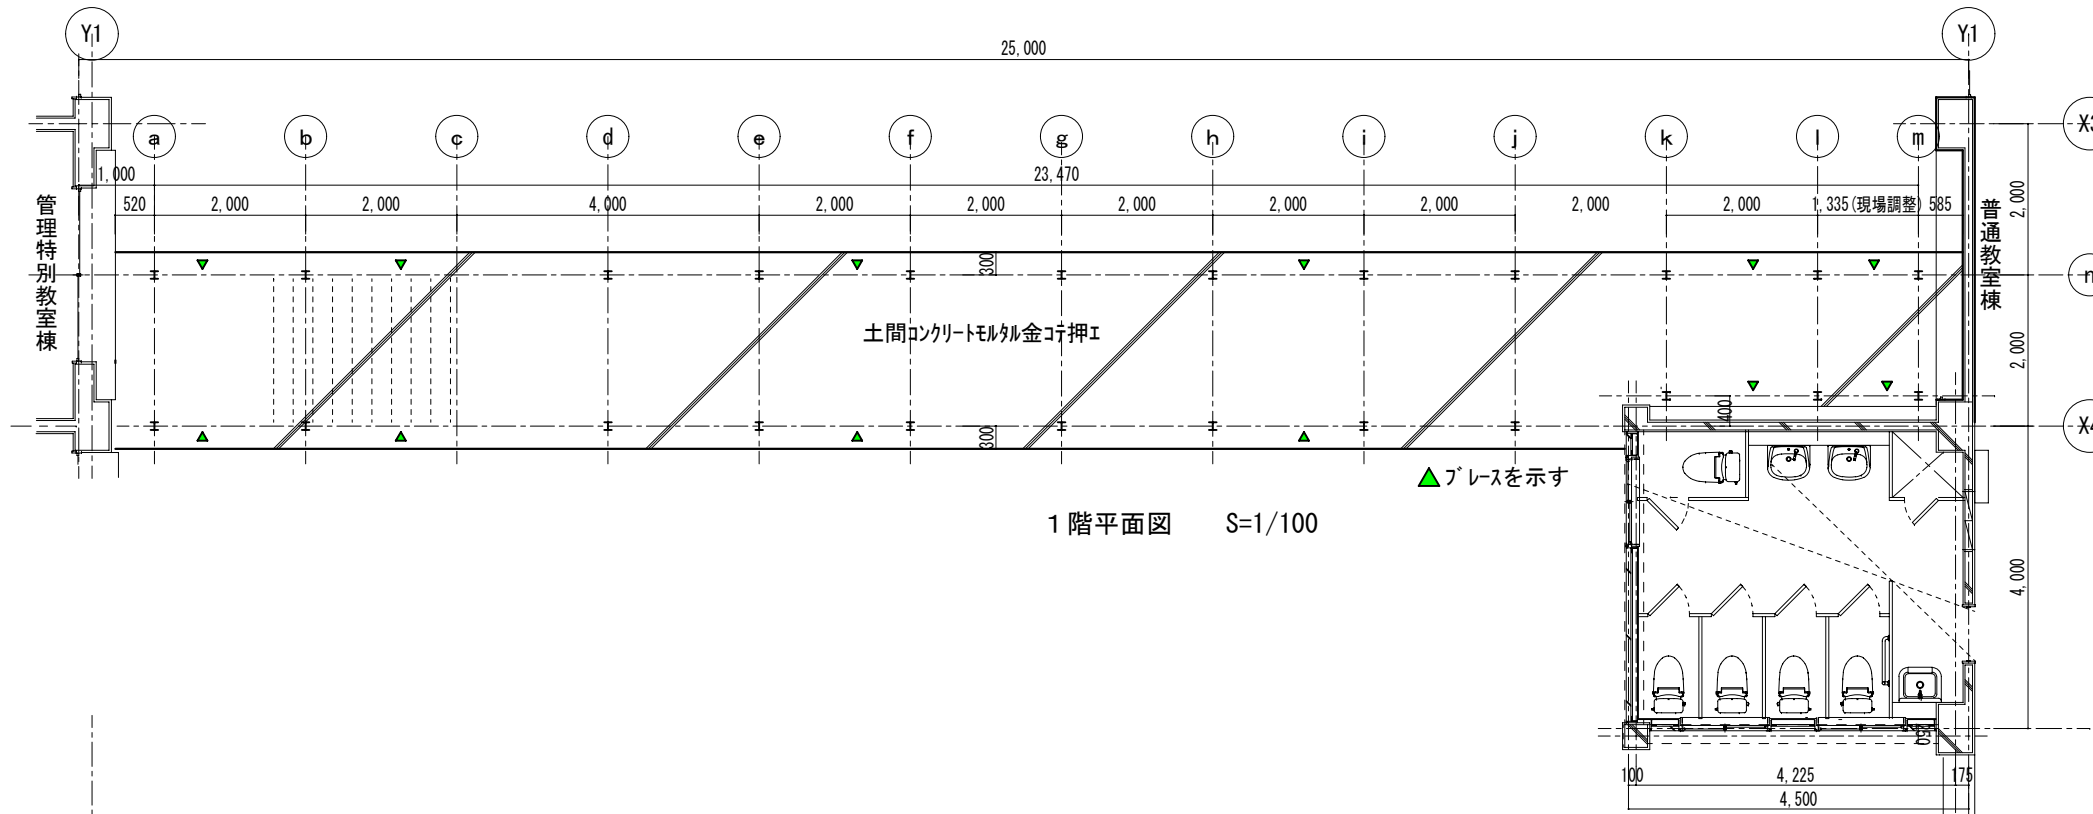 Y1
Y1
25,000
a
b
c
d
e
f
g
h
i
j
k
l
m
1,000
23,470
520
2,000
2,000
4,000
2,000
2,000
2,000
2,000
2,000
2,000
2,000
1,335(現場調整)
585
2,000
管理特別教室棟
普通教室棟
300
土間コンクリートモルタル金コテ押エ
2,000
400
300
ブレースを示す
1階平面図 S=1/100
4,000
50
100
4,225
175
4,500